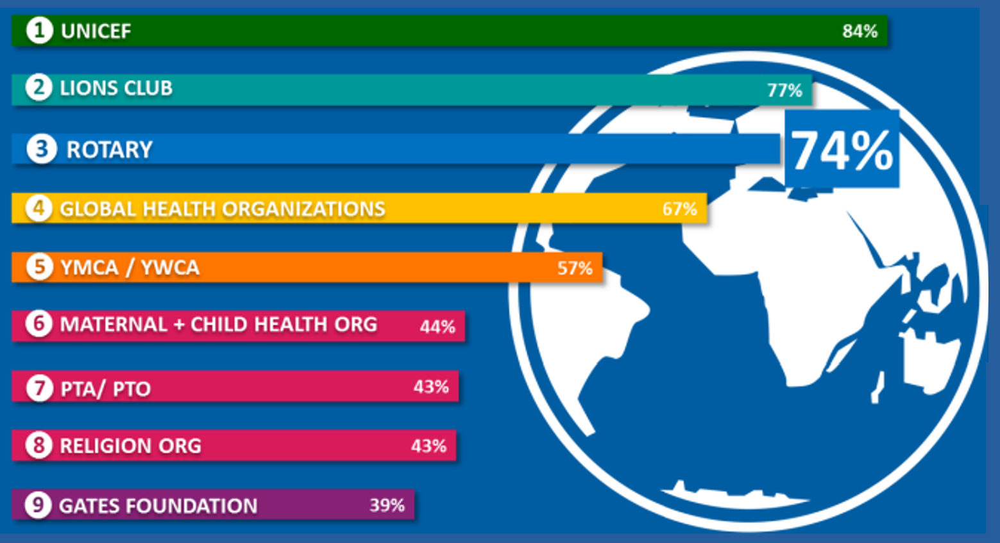 1 UNICEF 84%
2 LIONS CLUB 77%
3 ROTARY 74%
4 GLOBAL HEALTH ORGANIZATIONS 67%
5 YMCA / YWCA 57%
6 MATERNAL + CHILD HEALTH ORG 44%
7 PTA/ PTO 43%
8 RELIGION ORG 43%
9 GATES FOUNDATION 39%